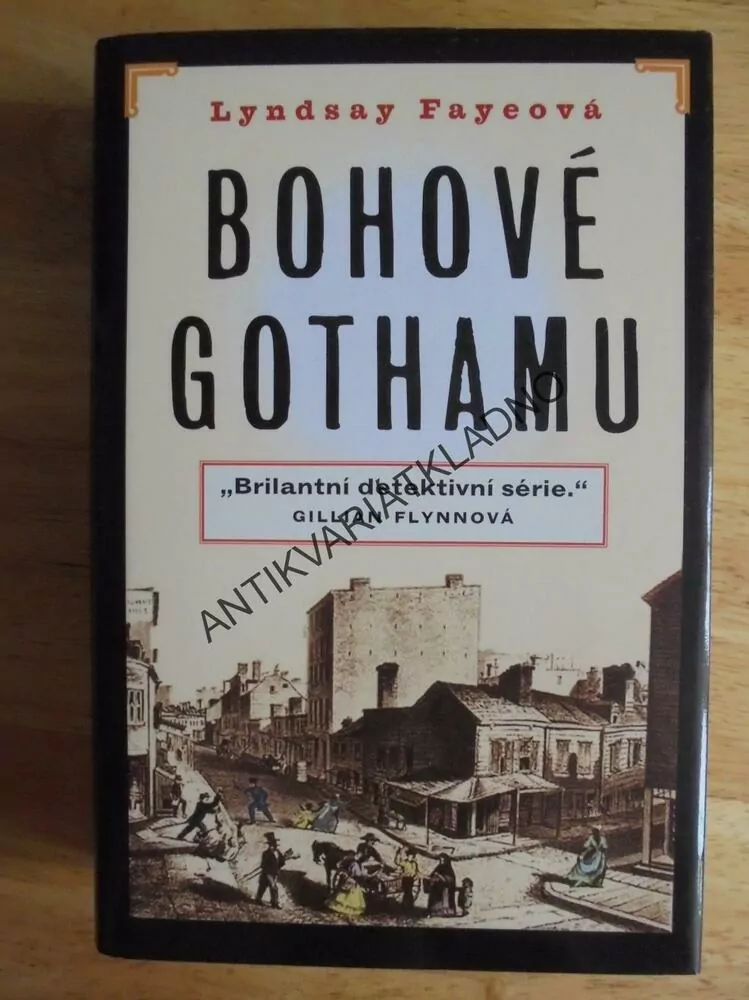 Lyndsay Fayeová
BOHOVÉ
GOTHAMU
„Brilantní detektivní série.“
GILLIAN FLYNNOVÁ
ANTIKVARIATKLADNO